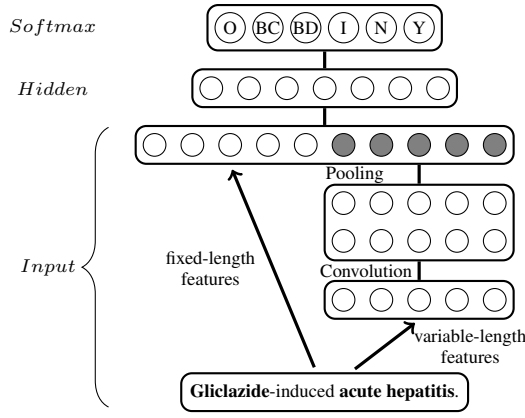 Softmax
O BC BD I N Y
Hidden
Pooling
Input
fixed-length
features
Convolution
variable-length
features
Gliclazide-induced acute hepatitis.